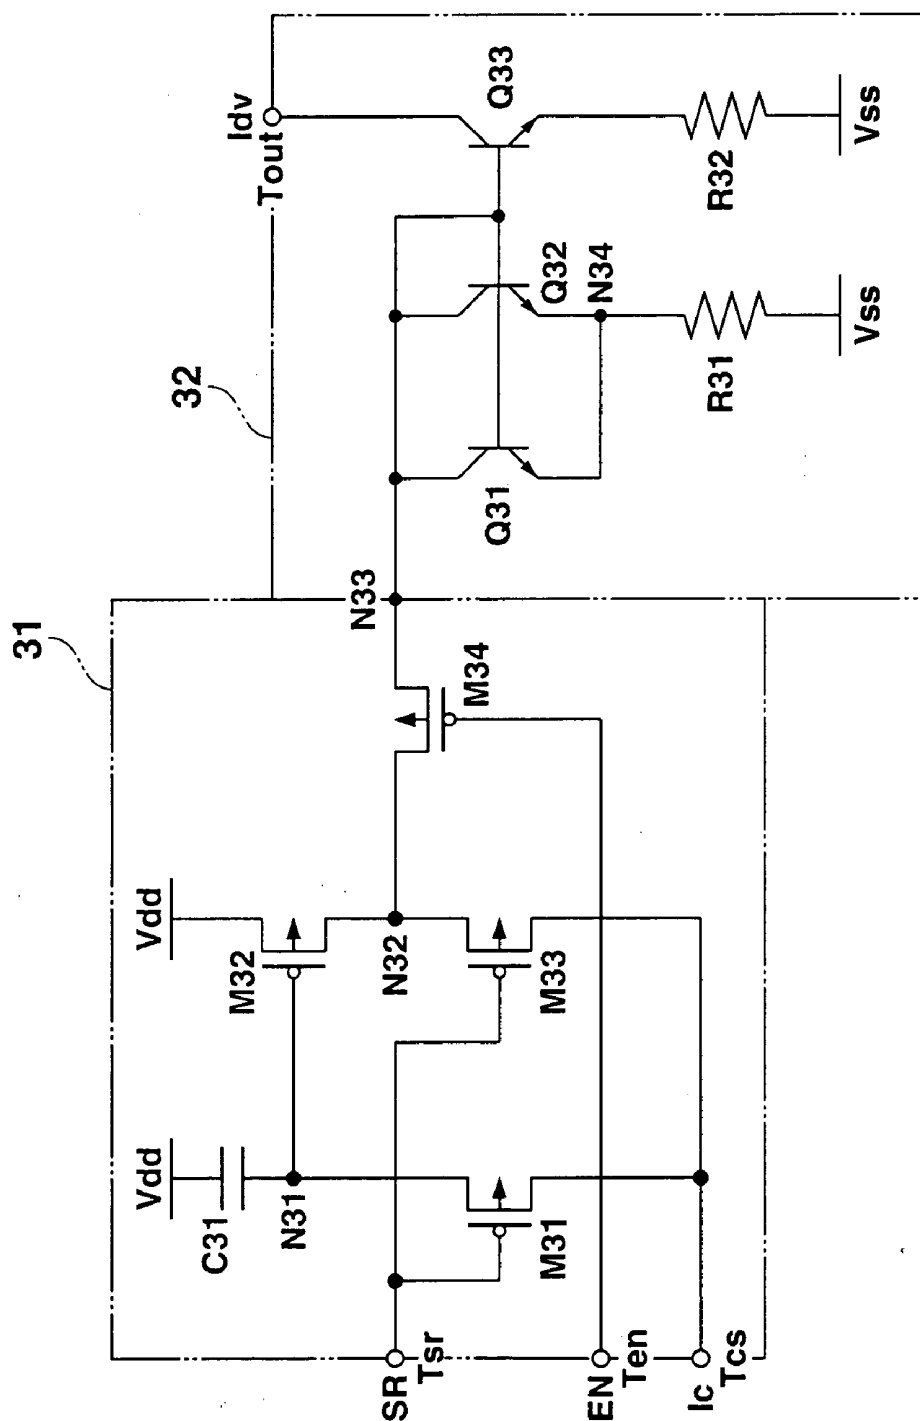 31
32
Vdd
Vdd
C31
N31
M32
N32
M33
M31
M34
N33
SR
Tsr
EN
Ten
Ic
Tcs
Idv
Tout
Q31
Q32
Q33
N34
R31
R32
Vss
Vss